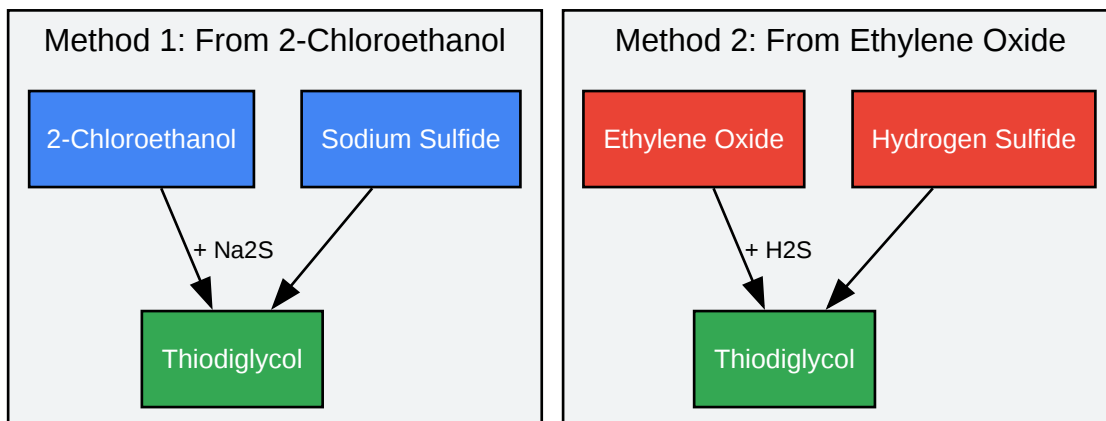 Method 1: From 2-Chloroethanol
2-Chloroethanol
Sodium Sulfide
+ Na2S
Thiodiglycol
Method 2: From Ethylene Oxide
Ethylene Oxide
Hydrogen Sulfide
+ H2S
Thiodiglycol